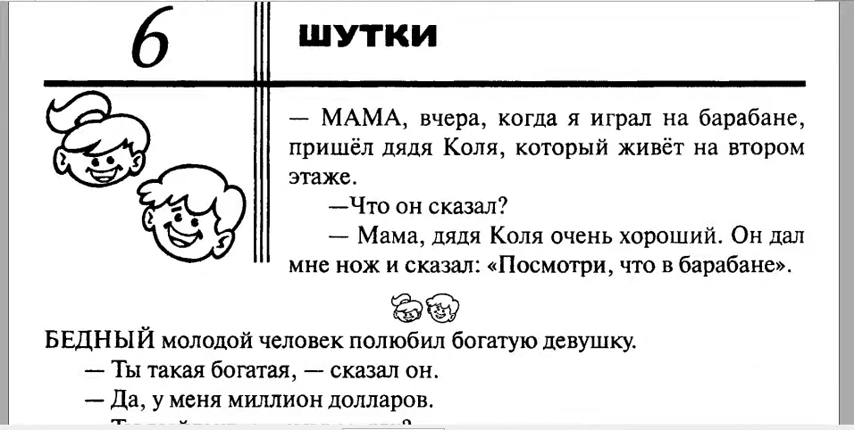 6
ШУТКИ
— МАМА, вчера, когда я играл на барабане,
пришёл дядя Коля, который живёт на втором
этаже.
—Что он сказал?
— Мама, дядя Коля очень хороший. Он дал
мне нож и сказал: «Посмотри, что в барабане».
БЕДНЫЙ молодой человек полюбил богатую девушку.
— Ты такая богатая, — сказал он.
— Да, у меня миллион долларов.